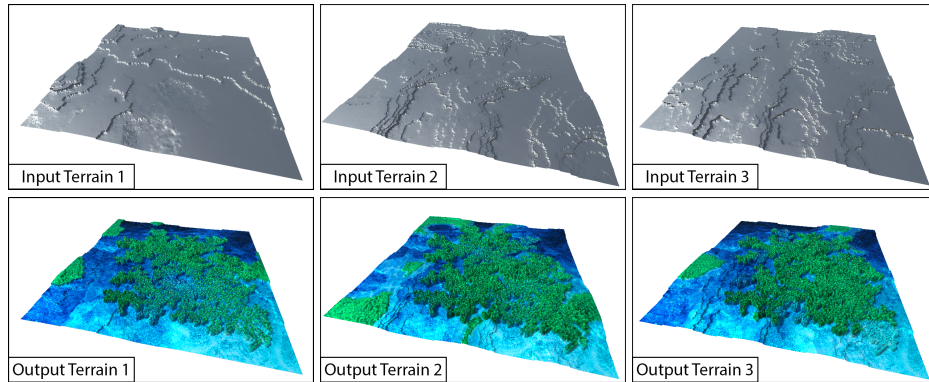 Input Terrain 1
Input Terrain 2
Input Terrain 3
Output Terrain 1
Output Terrain 2
Output Terrain 3